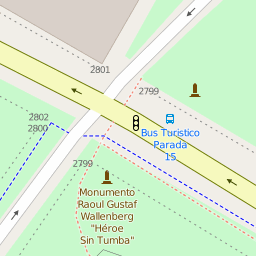 2801
2799
2802
2800
Bus Turistico
Parada
15
2799
Monumento
Raoul Gustaf
Wallenberg
"Héroe
Sin Tumba"